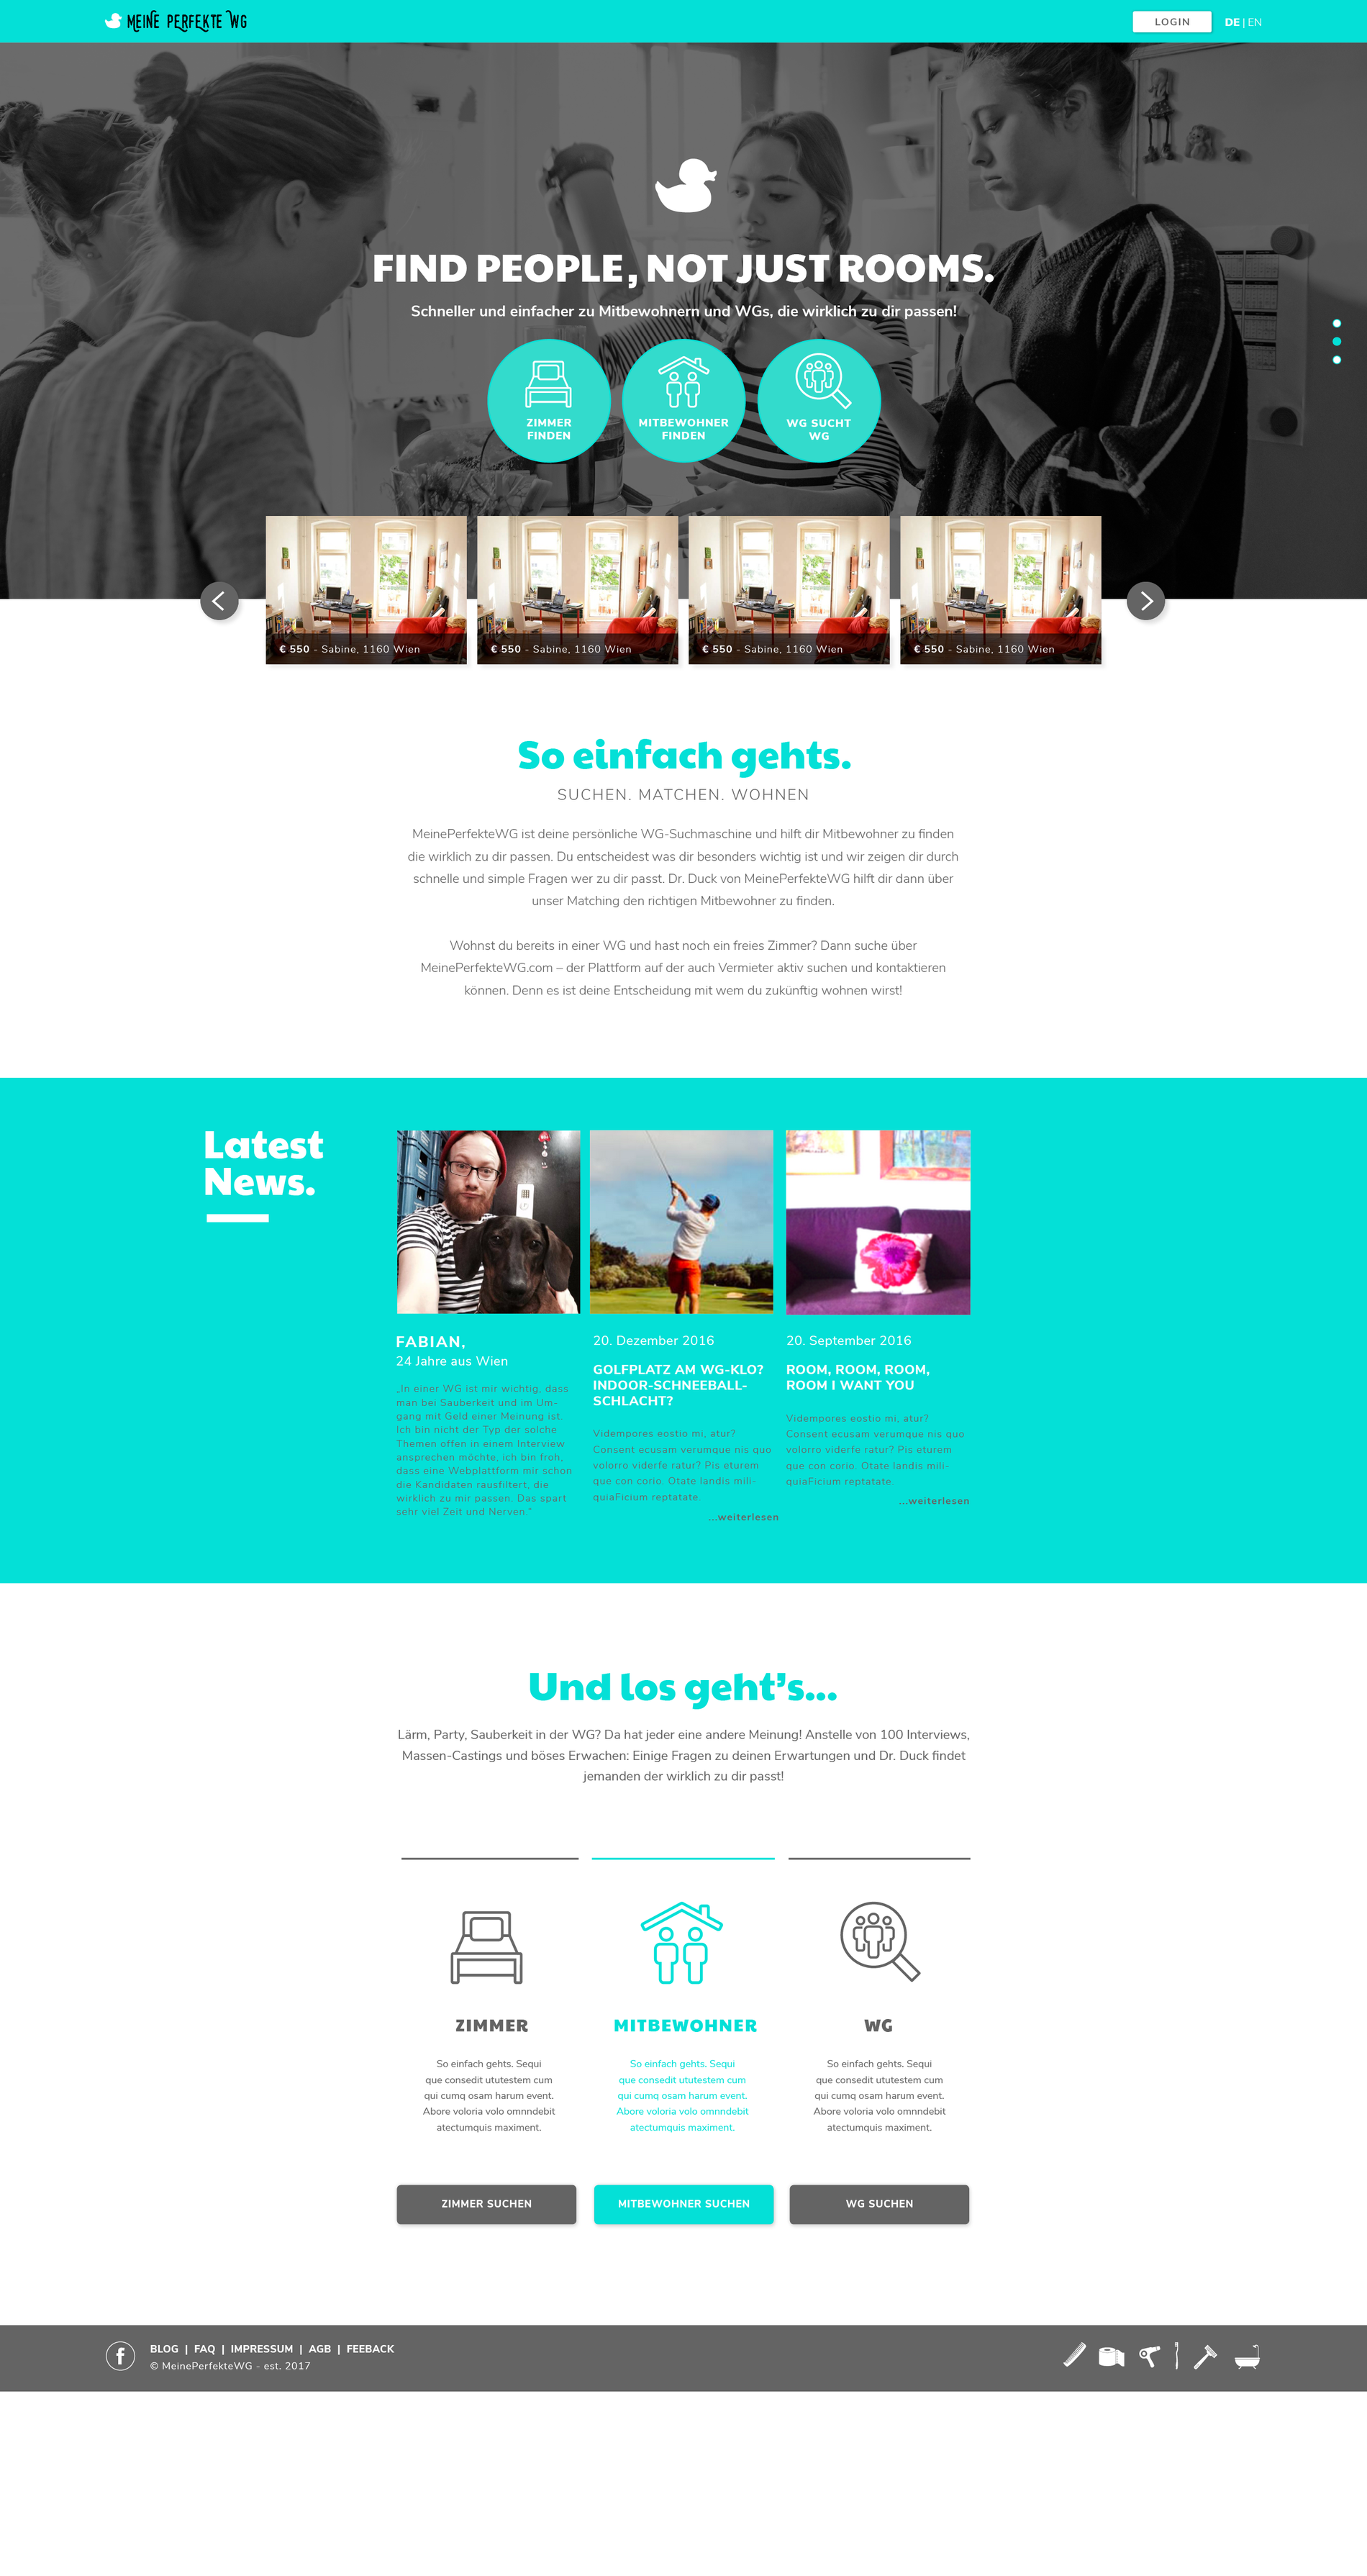 MEINE PERFEKTE WG
LOGIN
DE | EN
FIND PEOPLE, NOT JUST ROOMS.
Schneller und einfacher zu Mitbewohnern und WGs, die wirklich zu dir passen!
ZIMMER
FINDEN
MITBEWOHNER
FINDEN
WG SUCHT
WG
€ 550 - Sabine, 1160 Wien
€ 550 - Sabine, 1160 Wien
€ 550 - Sabine, 1160 Wien
€ 550 - Sabine, 1160 Wien
So einfach gehts.
SUCHEN. MATCHEN. WOHNEN
MeinePerfekteWG ist deine persönliche WG-Suchmaschine und hilft dir Mitbewohner zu finden
die wirklich zu dir passen. Du entscheidest was dir besonders wichtig ist und wir zeigen dir durch
schnelle und simple Fragen wer zu dir passt. Dr. Duck von MeinePerfekteWG hilft dir dann über
unser Matching den richtigen Mitbewohner zu finden.
Wohnst du bereits in einer WG und hast noch ein freies Zimmer? Dann suche über
MeinePerfekteWG.com – der Plattform auf der auch Vermieter aktiv suchen und kontaktieren
können. Denn es ist deine Entscheidung mit wem du zukünftig wohnen wirst!
Latest
News.
FABIAN,
24 Jahre aus Wien
„In einer WG ist mir wichtig, dass
man bei Sauberkeit und im Um-
gang mit Geld einer Meinung ist.
Ich bin nicht der Typ der solche
Themen offen in einem Interview
ansprechen möchte, ich bin froh,
dass eine Webplattform mir schon
die Kandidaten rausfiltert, die
wirklich zu mir passen. Das spart
sehr viel Zeit und Nerven."
20. Dezember 2016
GOLFPLATZ AM WG-KLO?
INDOOR-SCHNEEBALL-
SCHLACHT?
Vidempores eostio mi, atur?
Consent ecusam verumque nis quo
volorro viderfe ratur? Pis eturem
que con corio. Otate landis mili-
quiaFicium reptatate.
...weiterlesen
20. September 2016
ROOM, ROOM, ROOM,
ROOM I WANT YOU
Vidempores eostio mi, atur?
Consent ecusam verumque nis quo
volorro viderfe ratur? Pis eturem
que con corio. Otate landis mili-
quiaFicium reptatate.
...weiterlesen
Und los geht’s...
Lärm, Party, Sauberkeit in der WG? Da hat jeder eine andere Meinung! Anstelle von 100 Interviews,
Massen-Castings und böses Erwachen: Einige Fragen zu deinen Erwartungen und Dr. Duck findet
jemanden der wirklich zu dir passt!
ZIMMER
So einfach gehts. Sequi
que consedit ututestem cum
qui cumq osam harum event.
Abore voloria volo omnndebit
atectumquis maximent.
ZIMMER SUCHEN
MITBEWOHNER
So einfach gehts. Sequi
que consedit ututestem cum
qui cumq osam harum event.
Abore voloria volo omnndebit
atectumquis maximent.
MITBEWOHNER SUCHEN
WG
So einfach gehts. Sequi
que consedit ututestem cum
qui cumq osam harum event.
Abore voloria volo omnndebit
atectumquis maximent.
WG SUCHEN
BLOG | FAQ | IMPRESSUM | AGB | FEEBACK
© MeinePerfekteWG - est. 2017